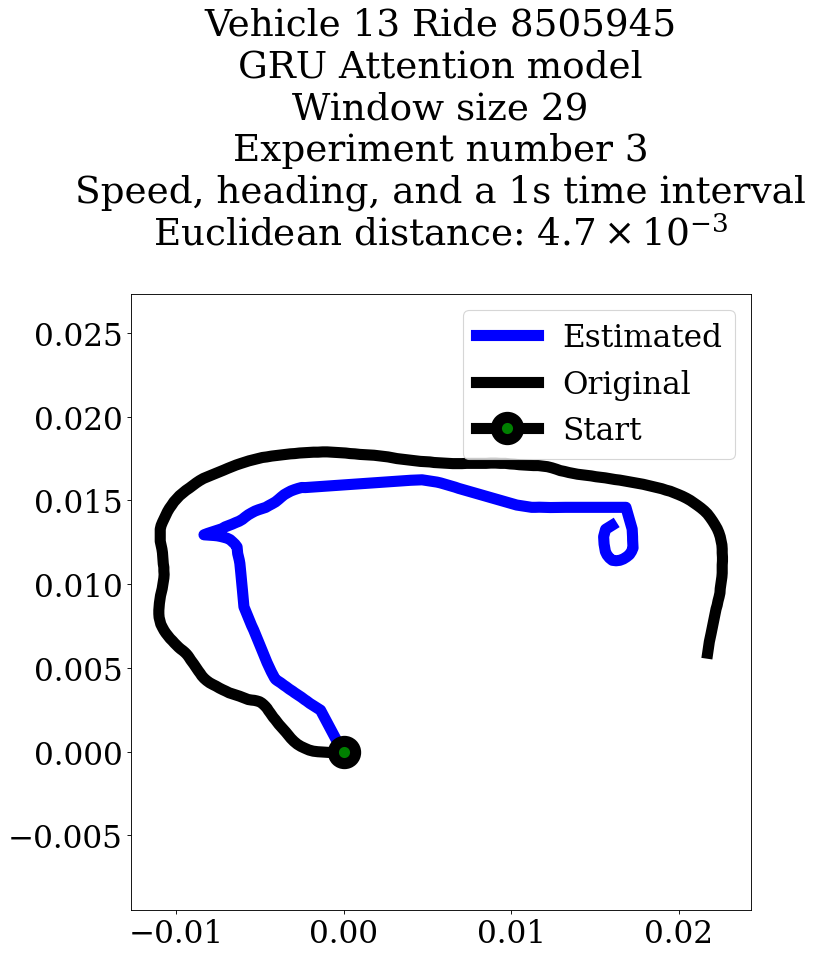 Vehicle 13 Ride 8505945
GRU Attention model
Window size 29
Experiment number 3
Speed, heading, and a 1s time interval
Euclidean distance: 4.7 × 10⁻³
Estimated
Original
Start
0.025
0.020
0.015
0.010
0.005
0.000
−0.005
−0.01 0.00 0.01 0.02